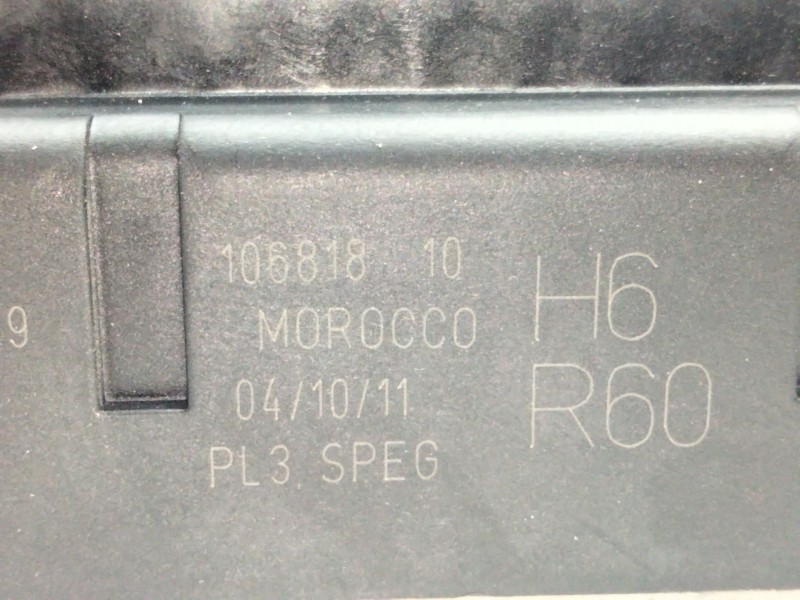 106818 10
MOROCCO
04/10/11
PL3 SPEG
H6
R60
9